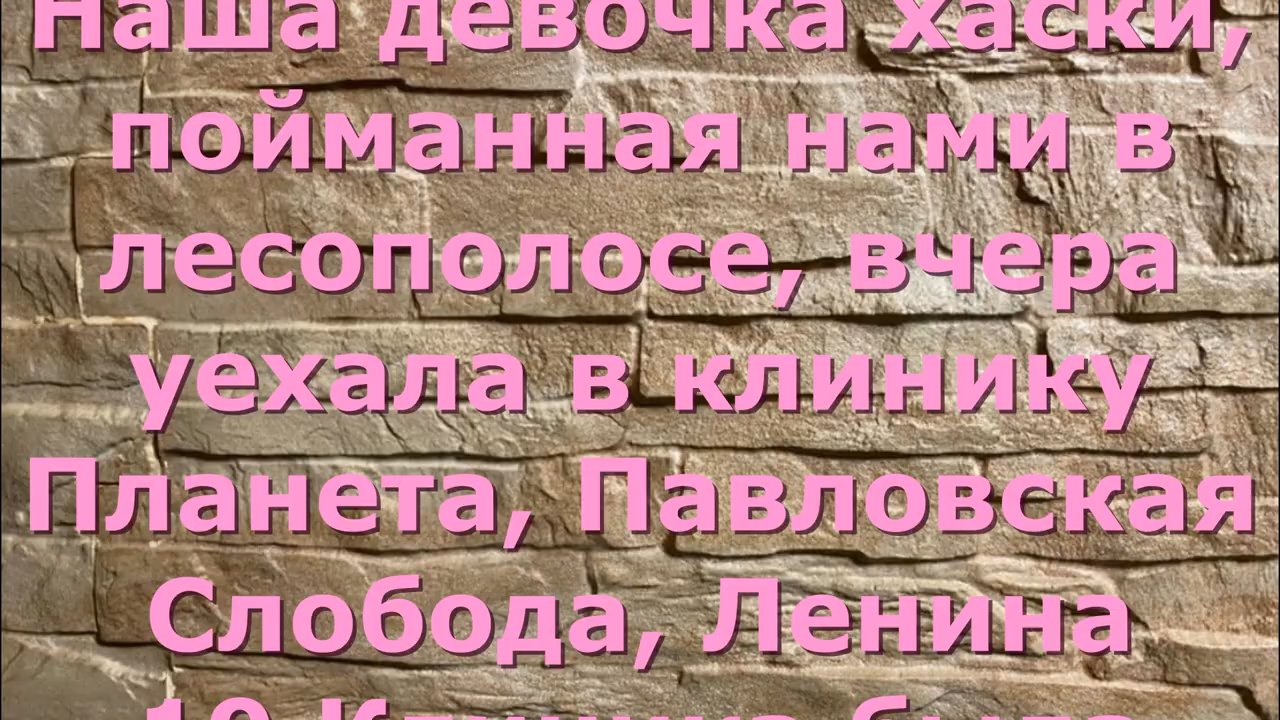 Наша девочка хаски,
пойманная нами в
лесополосе, вчера
уехала в клинику
Планета, Павловская
Слобода, Ленина